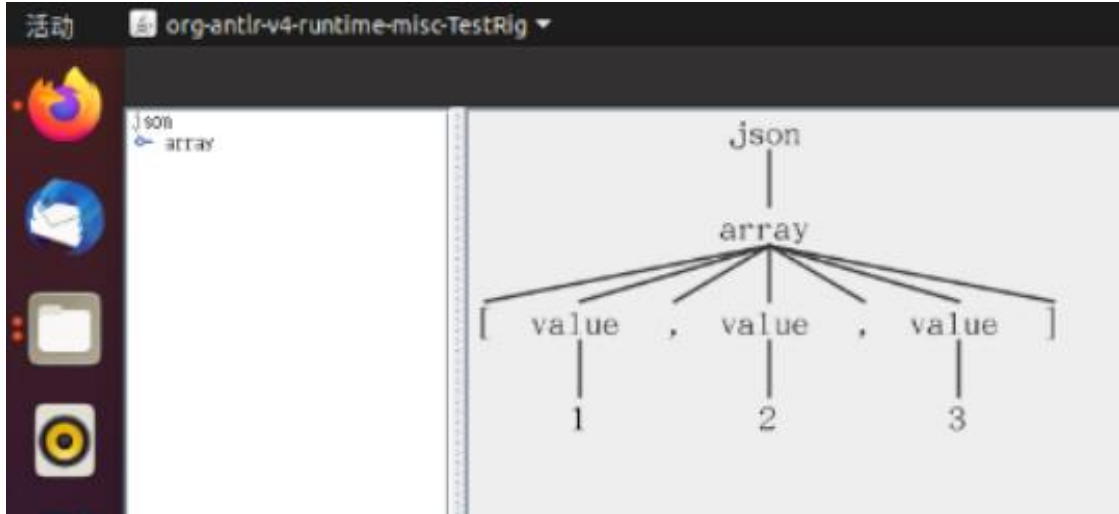 活动 org-antlr-v4-runtime-misc-TestRig
json
array
json
array
[ value , value , value ]
1 2 3